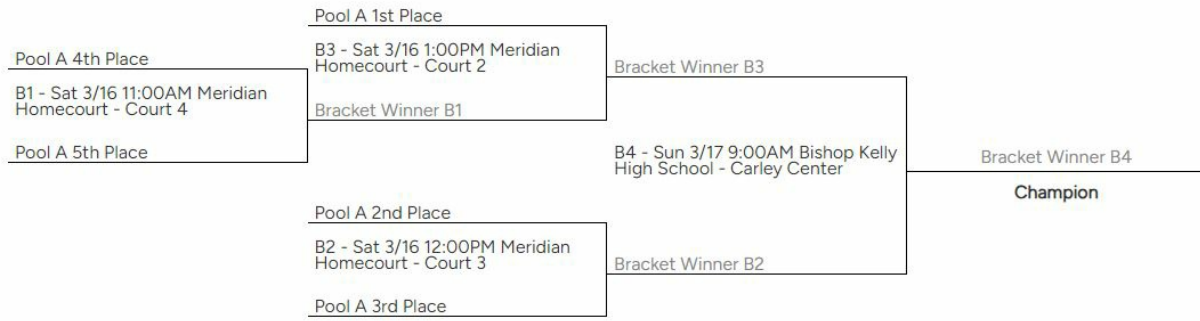 Pool A 1st Place
B3 - Sat 3/16 1:00PM Meridian
Homecourt - Court 2
Pool A 4th Place
Bracket Winner B3
B1 - Sat 3/16 11:00AM Meridian
Homecourt - Court 4
Bracket Winner B1
Pool A 5th Place
B4 - Sun 3/17 9:00AM Bishop Kelly
High School - Carley Center
Bracket Winner B4
Champion
Pool A 2nd Place
B2 - Sat 3/16 12:00PM Meridian
Homecourt - Court 3
Bracket Winner B2
Pool A 3rd Place